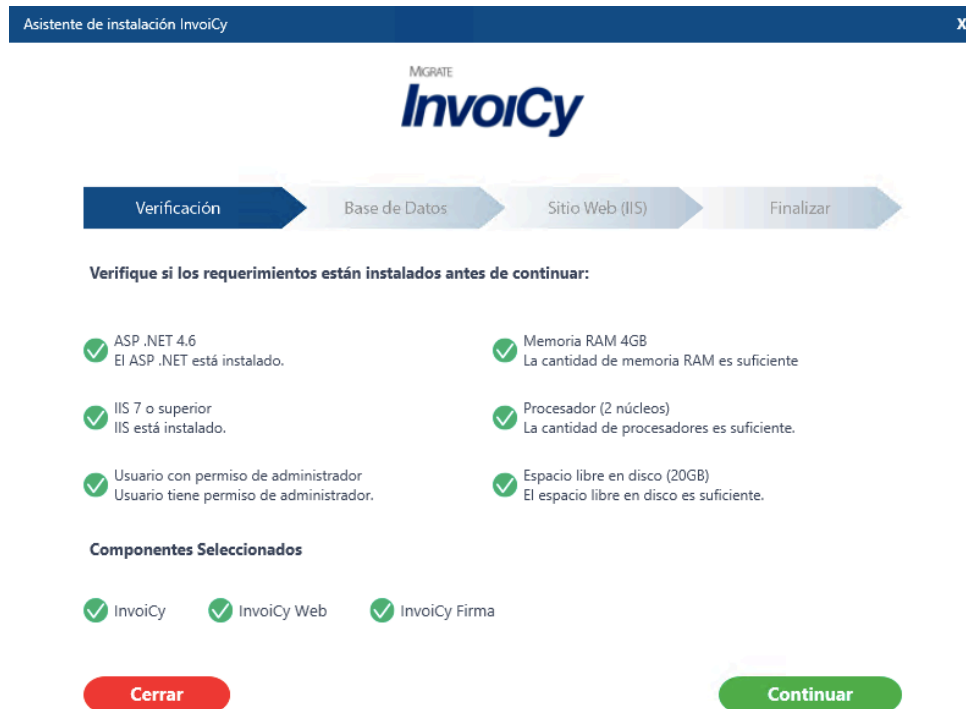 Asistente de instalación InvoiCy
X
MIGRATE
InvoiCy
Verificación
Base de Datos
Sitio Web (IIS)
Finalizar
Verifique si los requerimientos están instalados antes de continuar:
ASP .NET 4.6
El ASP .NET está instalado.
Memoria RAM 4GB
La cantidad de memoria RAM es suficiente
IIS 7 o superior
IIS está instalado.
Procesador (2 núcleos)
La cantidad de procesadores es suficiente.
Usuario con permiso de administrador
Usuario tiene permiso de administrador.
Espacio libre en disco (20GB)
El espacio libre en disco es suficiente.
Componentes Seleccionados
InvoiCy
InvoiCy Web
InvoiCy Firma
Cerrar
Continuar